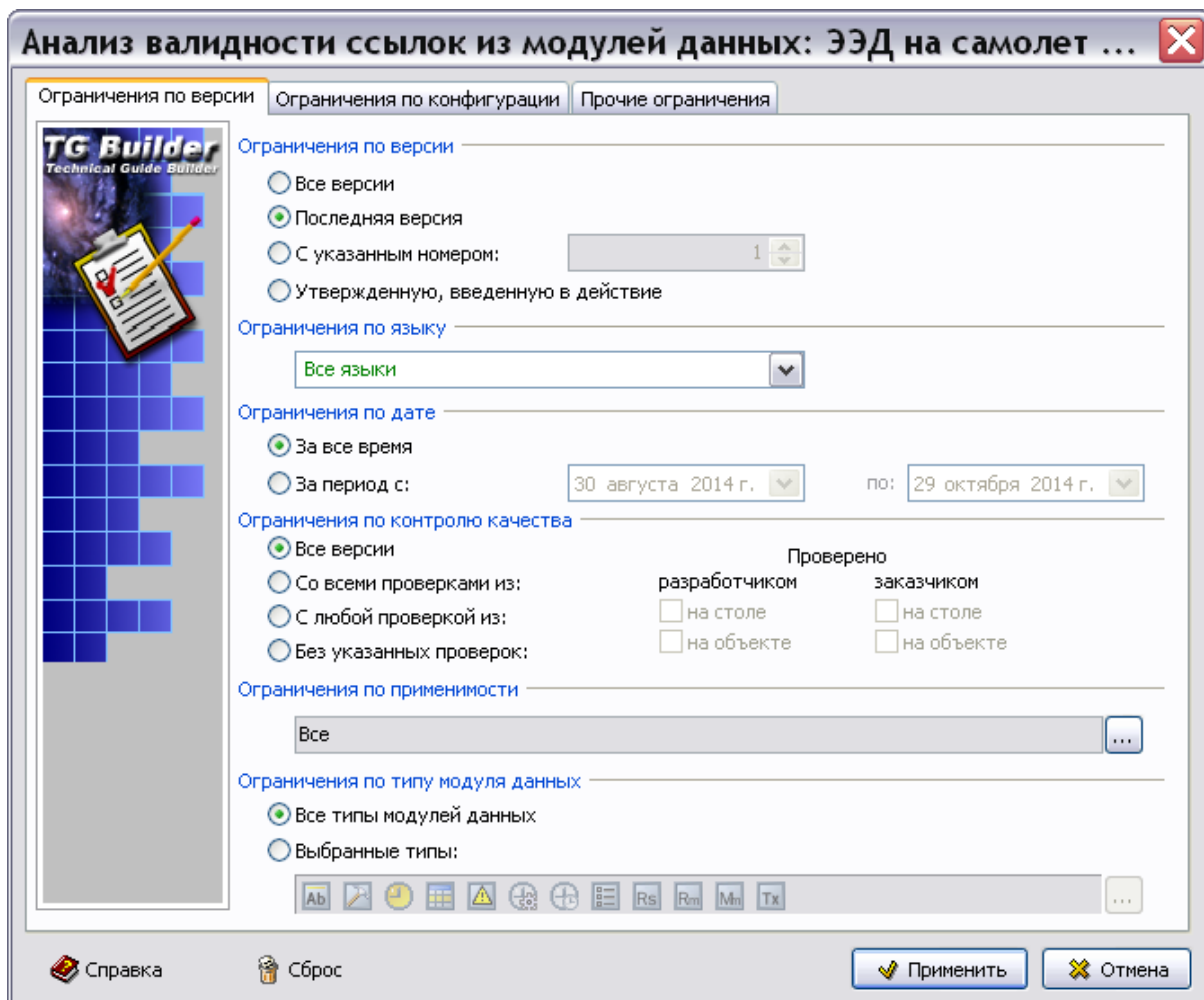 Анализ валидности ссылок из модулей данных: ЭЭД на самолет ...
Ограничения по версии Ограничения по конфигурации Прочие ограничения
TG Builder
Technical Guide Builder
Ограничения по версии
Все версии
Последняя версия
С указанным номером: 1
Утвержденную, введенную в действие
Ограничения по языку
Все языки
Ограничения по дате
За все время
За период с: 30 августа 2014 г. по: 29 октября 2014 г.
Ограничения по контролю качества
Все версии
Проверено
Со всеми проверками из: разработчиком заказчиком
С любой проверкой из: на столе на столе
Без указанных проверок: на объекте на объекте
Ограничения по применимости
Все ...
Ограничения по типу модуля данных
Все типы модулей данных
Выбранные типы:
Ab Rs Rm Mn Tx ...
Справка Сброс Применить Отмена